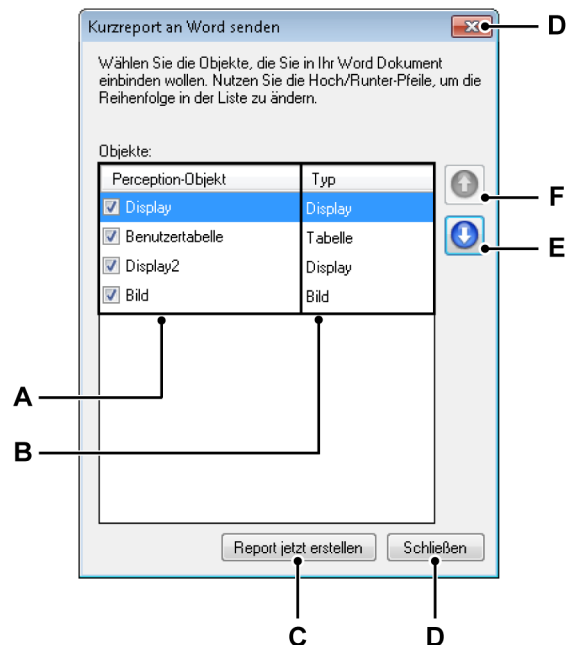 Kurzreport an Word senden
D
Wählen Sie die Objekte, die Sie in Ihr Word Dokument
einbinden wollen. Nutzen Sie die Hoch/Runter-Pfeile, um die
Reihenfolge in der Liste zu ändern.
Objekte:
Perception-Objekt Typ
Display Display
F
Benutzertabelle Tabelle
E
Display2 Display
Bild Bild
A
B
Report jetzt erstellen Schließen
C D